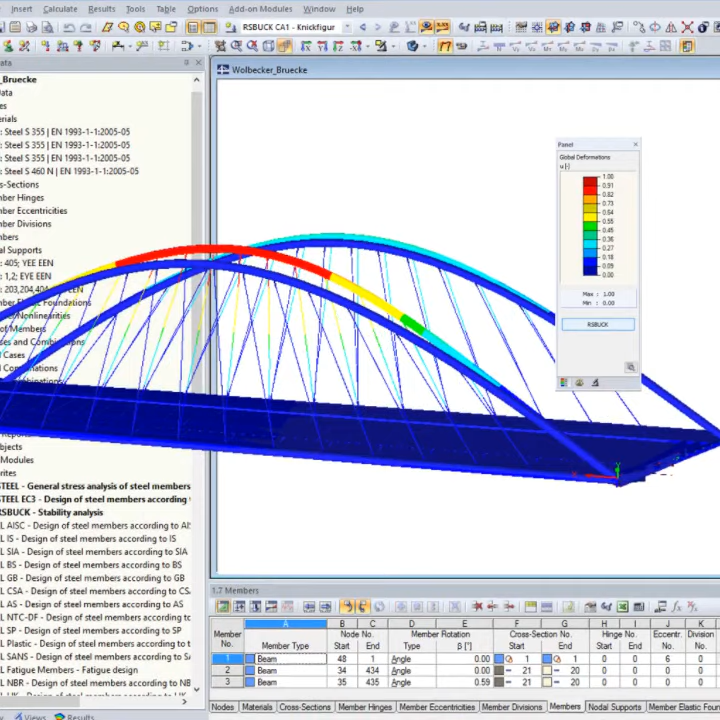 Insert Calculate Results Tools Table Options Add-on Modules Window Help
RSBUCK CA1 - Knickfigur
ata
Wolbecker_Bruecke
_Bruecke
Data
es
erials
: Steel S 355 | EN 1993-1-1:2005-05
: Steel S 355 | EN 1993-1-1:2005-05
: Steel S 355 | EN 1993-1-1:2005-05
: Steel S 460 N | EN 1993-1-1:2005-05
s-Sections
mber Hinges
mber Eccentricities
mber Divisions
mbers
al Supports
: 405; YEE EEN
: 1,2; EYE EEN
: 203,204,404
mber Elastic Foundations
Nonlinearities
of Members
Cases
bjects
Modules
rites
STEEL - General stress analysis of steel members
STEEL EC3 - Design of steel members according
RSBUCK - Stability analysis
L AISC - Design of steel members according to AI
L IS - Design of steel members according to IS
L SIA - Design of steel members according to SIA
L BS - Design of steel members according to BS
L GB - Design of steel members according to GB
L CSA - Design of steel members according to CS
L AS - Design of steel members according to AS
L NTC-DF - Design of steel members according to
L SP - Design of steel members according to SP
L Plastic - Design of steel members according to
L SANS - Design of steel members according to SA
L Fatigue Members - Fatigue design
L NBR - Design of steel members according to NBR
Views Results
Panel
Global Deformations
u [-]
1.00
0.91
0.82
0.73
0.64
0.55
0.45
0.36
0.27
0.18
0.09
0.00
Max : 1.00
Min : 0.00
RSBUCK
1.7 Members
A B C D E F G H I J K
Member No. Member Type Node No. Start End Member Rotation Type β [°] Cross-Section No. Start End Hinge No. Start End Eccentr. No. Division No.
1 Beam 48 1 Angle 0.00 1 1 0 0 6 0
2 Beam 34 434 Angle 0.00 21 20 0 0 0 0
3 Beam 35 435 Angle 0.59 21 20 0 0 0 0
Nodes Materials Cross-Sections Member Hinges Member Eccentricities Member Divisions Members Nodal Supports Member Elastic Foun